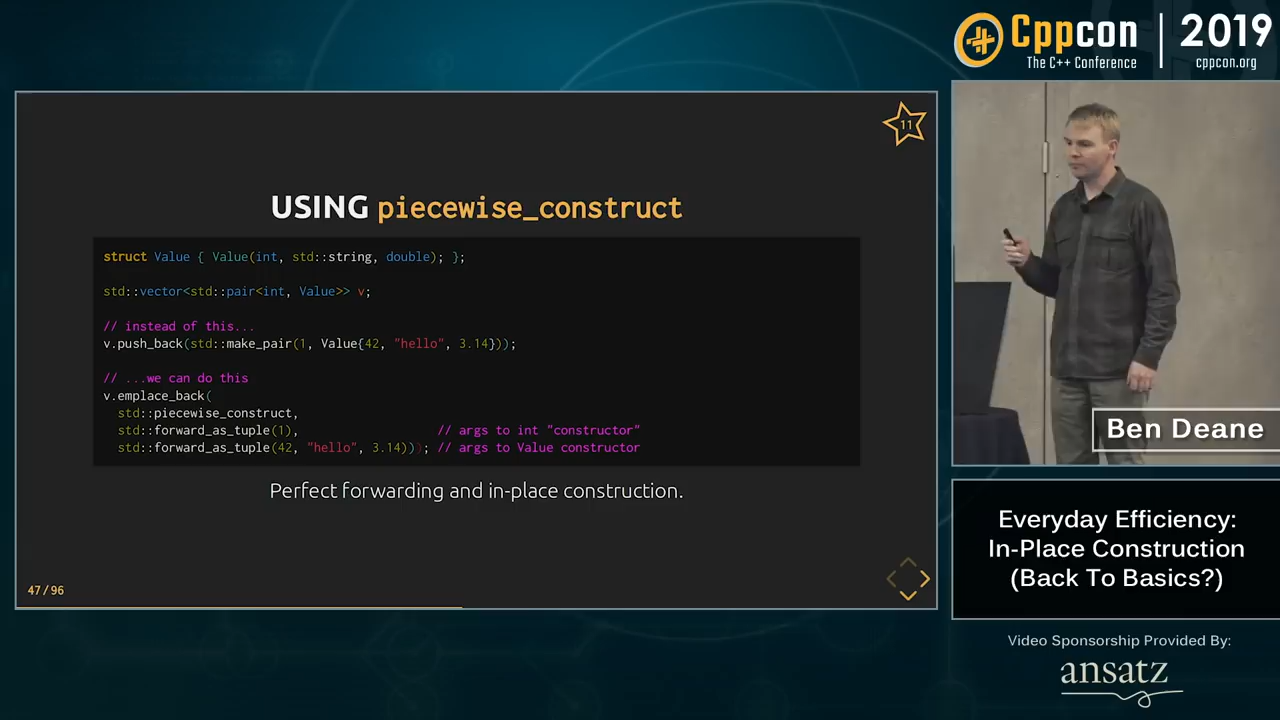 Cppcon | 2019
The C++ Conference
cppcon.org
11
USING piecewise_construct
struct Value { Value(int, std::string, double); };
std::vector<std::pair<int, Value>> v;
// instead of this...
v.push_back(std::make_pair(1, Value{42, "hello", 3.14}));
// ...we can do this
v.emplace_back(
std::piecewise_construct,
std::forward_as_tuple(1), // args to int "constructor"
std::forward_as_tuple(42, "hello", 3.14)); // args to Value constructor
Perfect forwarding and in-place construction.
47/96
Ben Deane
Everyday Efficiency:
In-Place Construction
(Back To Basics?)
Video Sponsorship Provided By:
ansatz